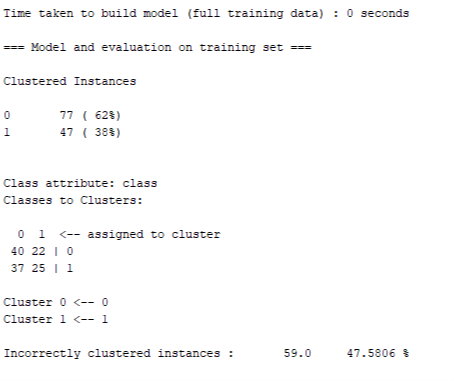 Time taken to build model (full training data) : 0 seconds
=== Model and evaluation on training set ===
Clustered Instances
0 77 ( 62%)
1 47 ( 38%)
Class attribute: class
Classes to Clusters:
0 1 <-- assigned to cluster
40 22 | 0
37 25 | 1
Cluster 0 <-- 0
Cluster 1 <-- 1
Incorrectly clustered instances : 59.0 47.5806 %